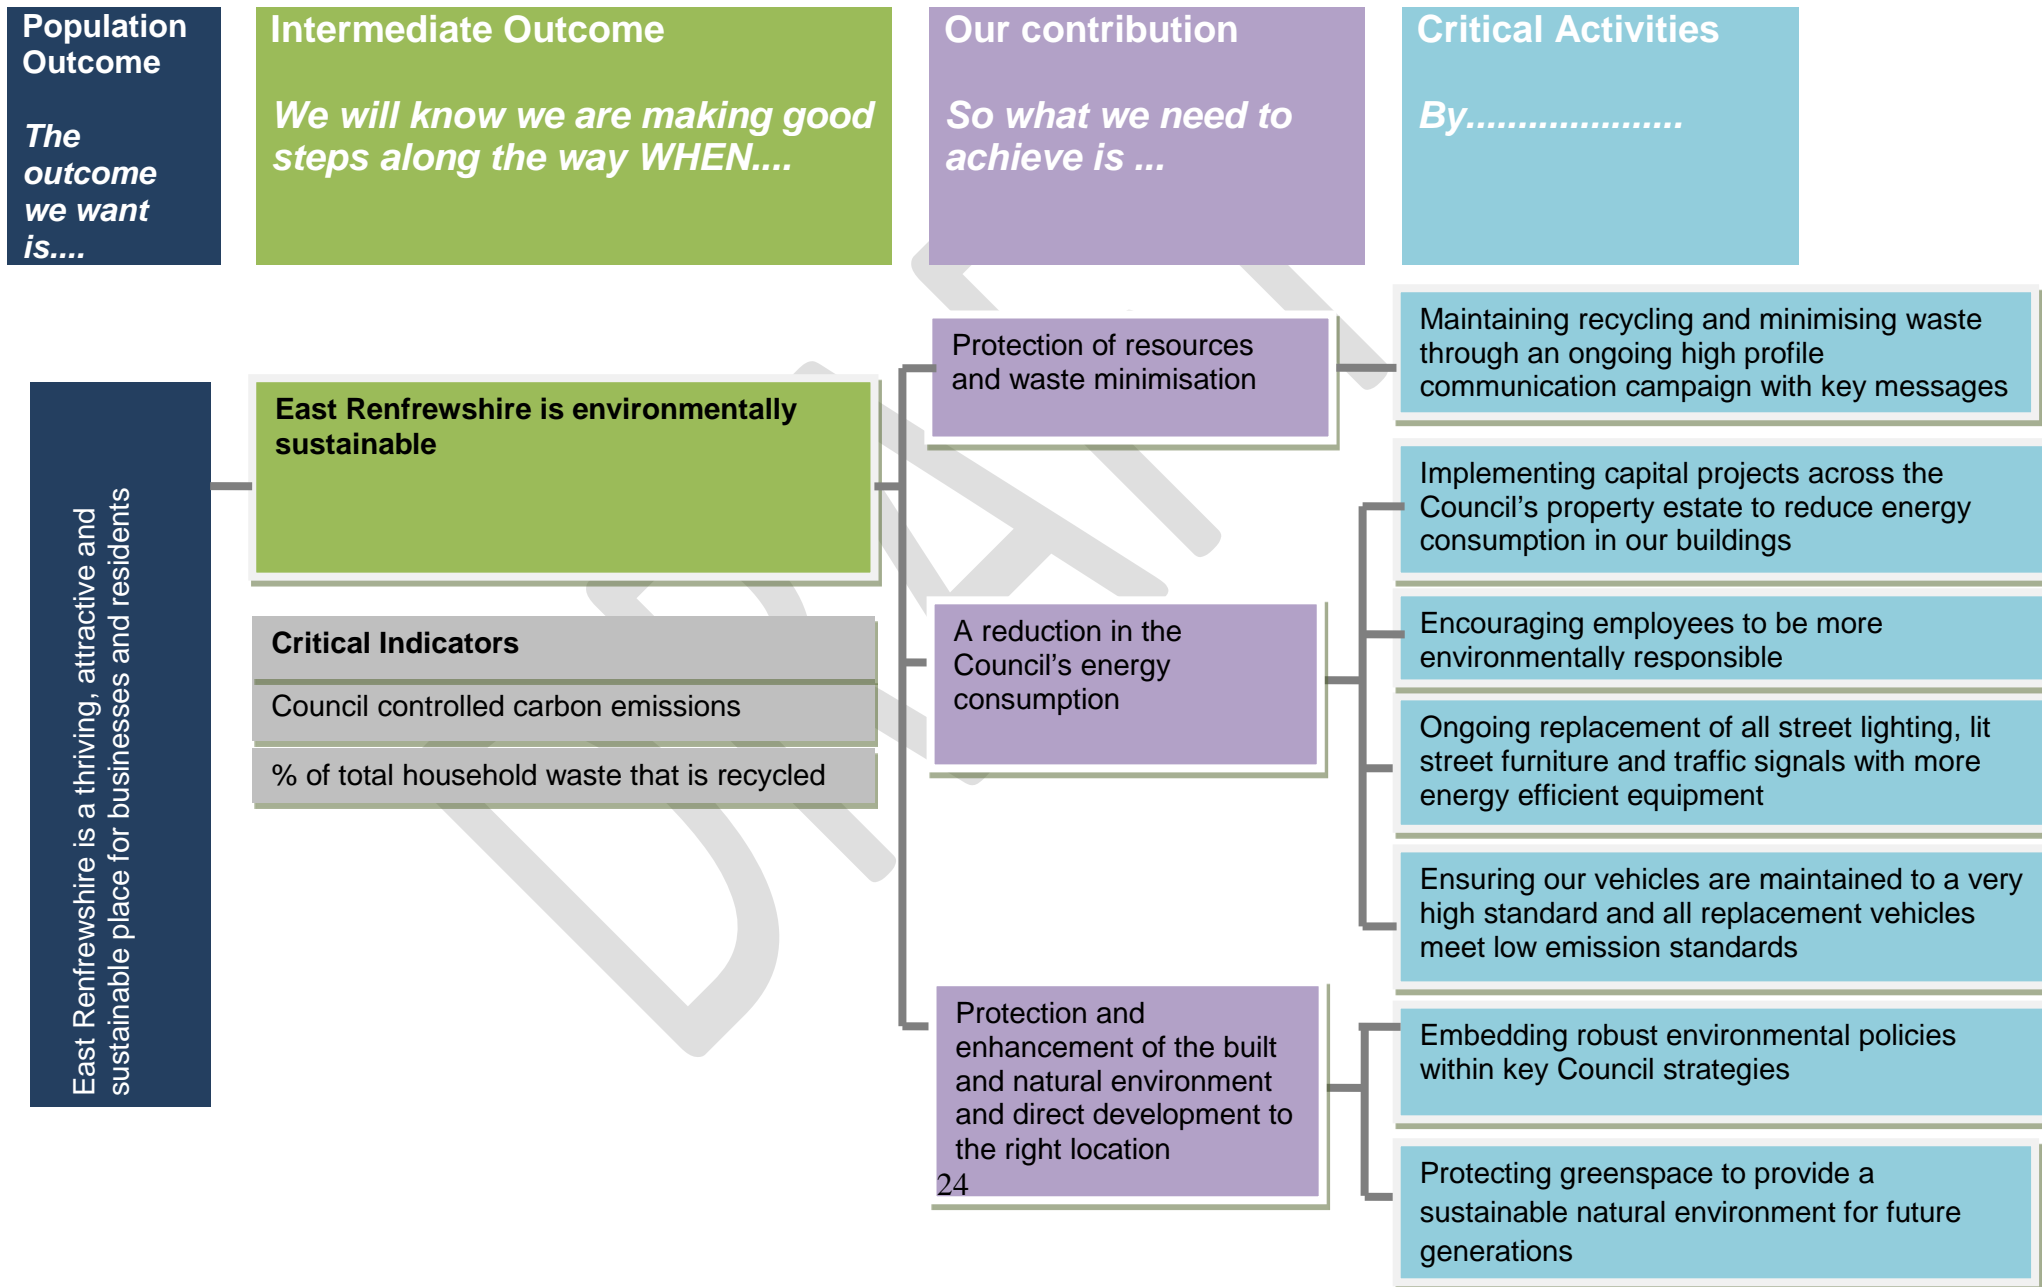 Population
Outcome
The
outcome
we want
is....
Intermediate Outcome
We will know we are making good
steps along the way WHEN....
Our contribution
So what we need to
achieve is ...
Critical Activities
By.....................
East Renfrewshire is a thriving, attractive and
sustainable place for businesses and residents
East Renfrewshire is environmentally
sustainable
Critical Indicators
Council controlled carbon emissions
% of total household waste that is recycled
Protection of resources
and waste minimisation
A reduction in the
Council’s energy
consumption
Protection and
enhancement of the built
and natural environment
and direct development to
the right location
Maintaining recycling and minimising waste
through an ongoing high profile
communication campaign with key messages
Implementing capital projects across the
Council’s property estate to reduce energy
consumption in our buildings
Encouraging employees to be more
environmentally responsible
Ongoing replacement of all street lighting, lit
street furniture and traffic signals with more
energy efficient equipment
Ensuring our vehicles are maintained to a very
high standard and all replacement vehicles
meet low emission standards
Embedding robust environmental policies
within key Council strategies
Protecting greenspace to provide a
sustainable natural environment for future
generations
24
DRAFT